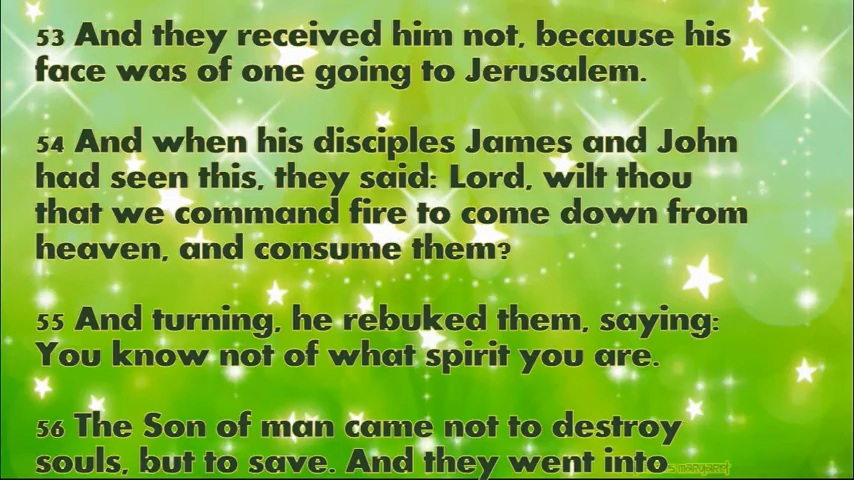 53 And they received him not, because his
face was of one going to Jerusalem.
54 And when his disciples James and John
had seen this, they said: Lord, wilt thou
that we command fire to come down from
heaven, and consume them?
55 And turning, he rebuked them, saying:
You know not of what spirit you are.
56 The Son of man came not to destroy
souls, but to save. And they went into